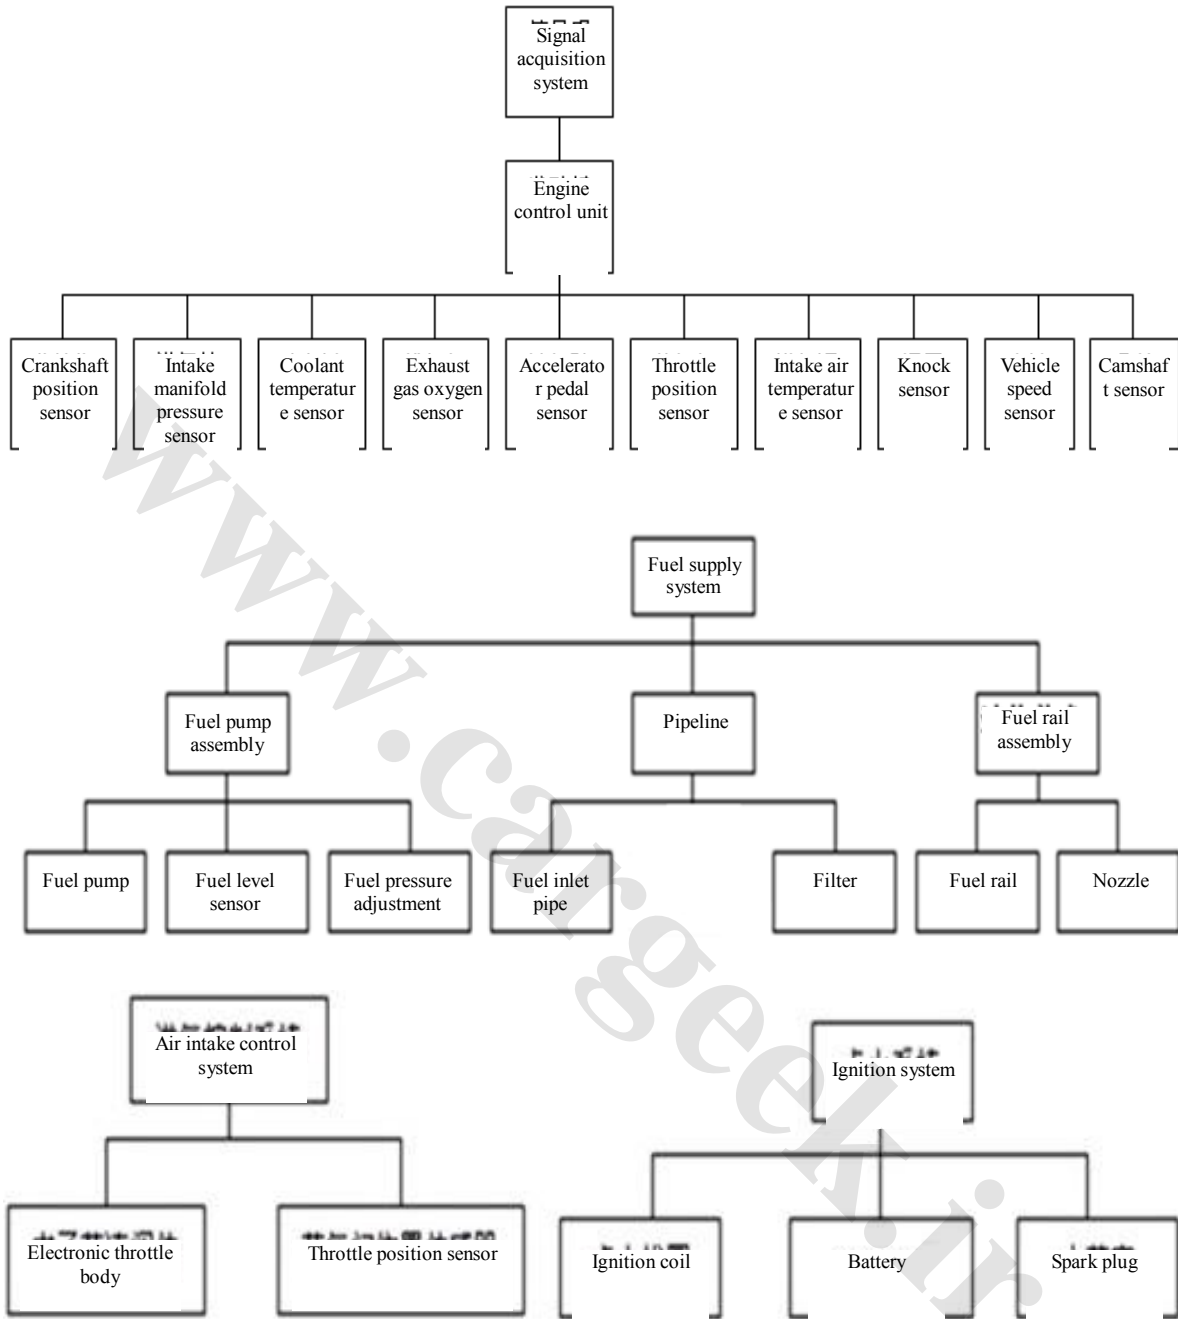 Signal
acquisition
system
Engine
control unit
Crankshaft
position
sensor
Intake
manifold
pressure
sensor
Coolant
temperatur
e sensor
Exhaust
gas oxygen
sensor
Accelerato
r pedal
sensor
Throttle
position
sensor
Intake air
temperatur
e sensor
Knock
sensor
Vehicle
speed
sensor
Camshaf
t sensor
Fuel supply
system
Fuel pump
assembly
Pipeline
Fuel rail
assembly
Fuel pump
Fuel level
sensor
Fuel pressure
adjustment
Fuel inlet
pipe
Filter
Fuel rail
Nozzle
Air intake control
system
Ignition system
Electronic throttle
body
Throttle position sensor
Ignition coil
Battery
Spark plug
www.cargeek.ir